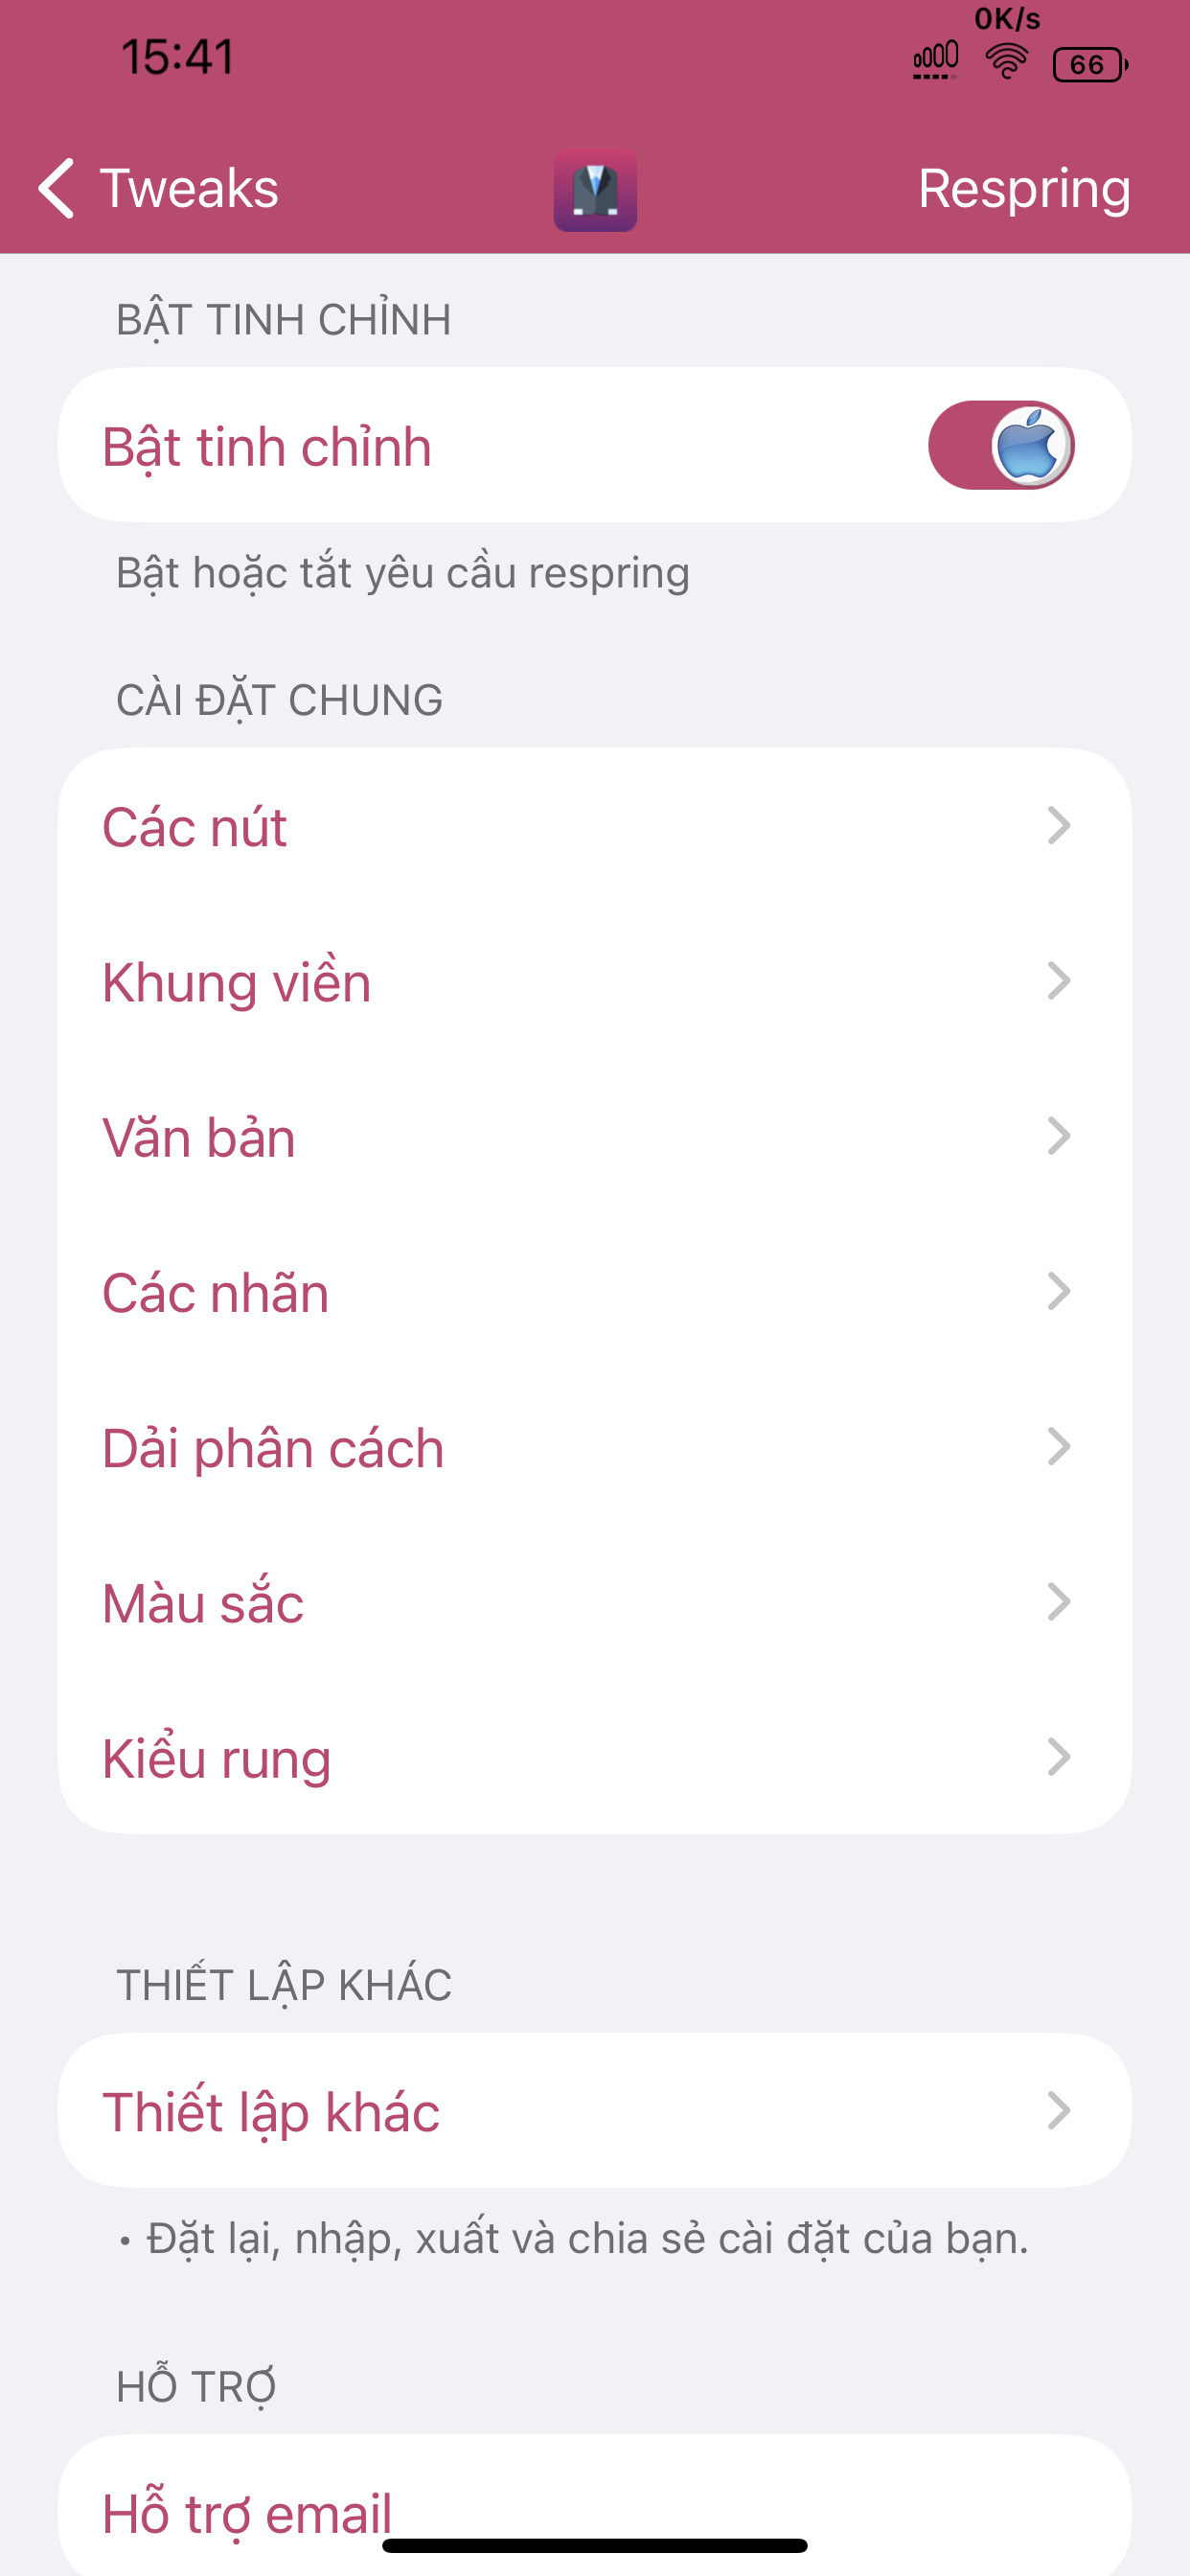 0K/s
15:41
66
Tweaks
Respring
BẬT TINH CHỈNH
Bật tinh chỉnh
Bật hoặc tắt yêu cầu respring
CÀI ĐẶT CHUNG
Các nút
Khung viền
Văn bản
Các nhãn
Dải phân cách
Màu sắc
Kiểu rung
THIẾT LẬP KHÁC
Thiết lập khác
• Đặt lại, nhập, xuất và chia sẻ cài đặt của bạn.
HỖ TRỢ
Hỗ trợ email